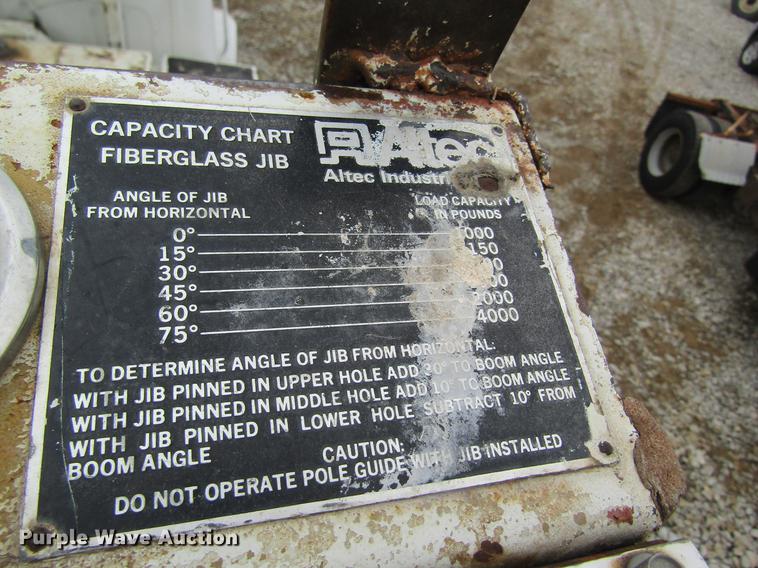 CAPACITY CHART
FIBERGLASS JIB
Altec
Altec
ANGLE OF JIB
FROM HORIZONTAL
LOAD CAPACITY
IN POUNDS
0°
15°
30°
45°
60°
75° 4000
TO DETERMINE ANGLE OF JIB FROM HORIZONTAL:
WITH JIB PINNED IN UPPER HOLE ADD 30° TO BOOM ANGLE
WITH JIB PINNED IN MIDDLE HOLE ADD 10° TO BOOM ANGLE
WITH JIB PINNED IN LOWER HOLE SUBTRACT 10° FROM
BOOM ANGLE
CAUTION:
DO NOT OPERATE POLE GUIDE WITH JIB INSTALLED
Purple Wave Auction